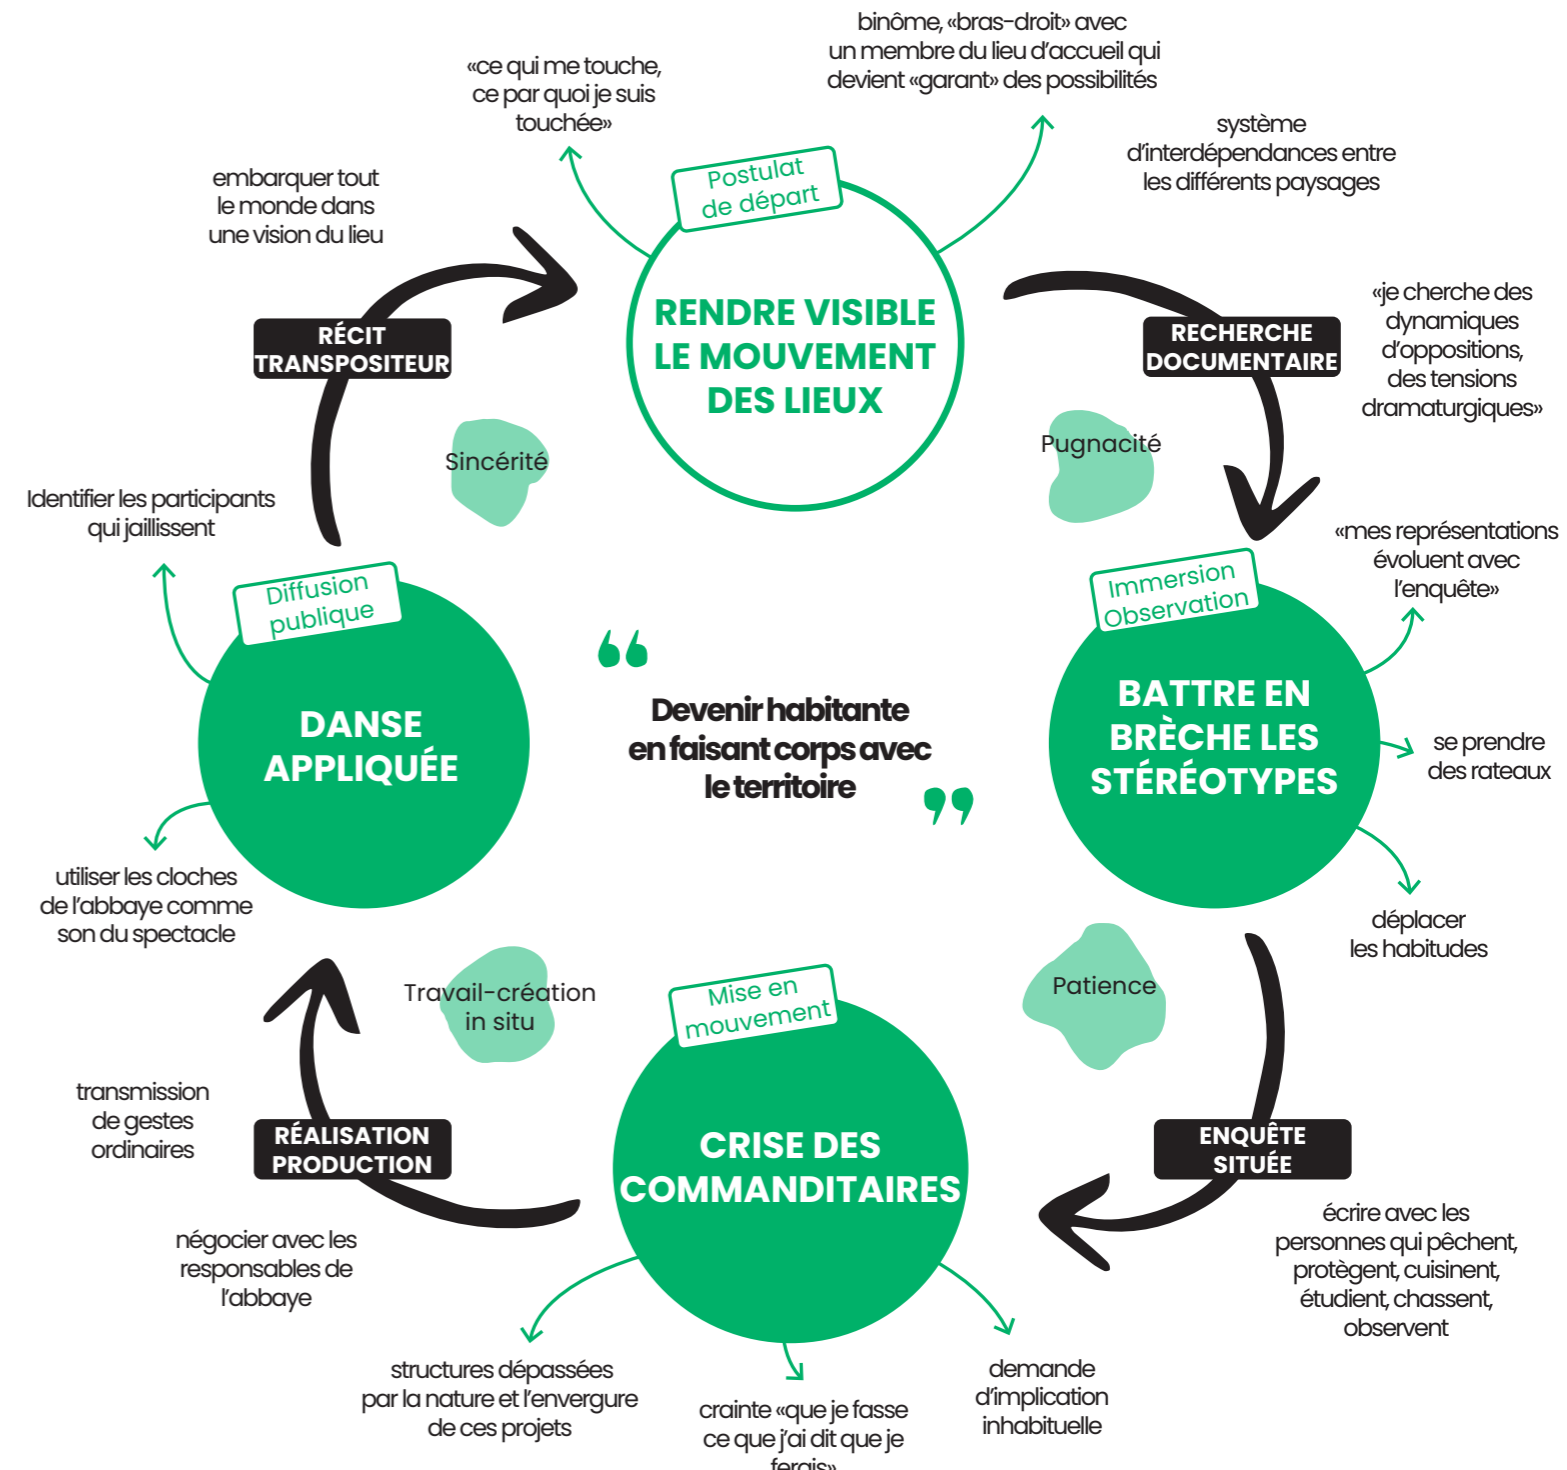 binôme, «bras-droit» avec
un membre du lieu d'accueil qui
devient «garant» des possibilités
«ce qui me touche,
ce par quoi je suis
touchée»
système
d'interdépendances entre
les différents paysages
embarquer tout
le monde dans
une vision du lieu
Postulat
de départ
RENDRE VISIBLE
LE MOUVEMENT
DES LIEUX
RÉCIT
TRANSPOSITEUR
RECHERCHE
DOCUMENTAIRE
«je cherche des
dynamiques
d'oppositions,
des tensions
dramaturgiques»
Sincérité
Pugnacité
Identifier les participants
qui jaillissent
«mes représentations
évoluent avec
l'enquête»
Diffusion
publique
DANSE
APPLIQUÉE
Immersion
Observation
BATTRE EN
BRÈCHE LES
STÉRÉOTYPES
“
Devenir habitante
en faisant corps avec
le territoire
”
se prendre
des rateaux
utiliser les cloches
de l'abbaye comme
son du spectacle
déplacer
les habitudes
Travail-création
in situ
Patience
Mise en
mouvement
CRISE DES
COMMANDITAIRES
transmission
de gestes
ordinaires
RÉALISATION
PRODUCTION
ENQUÊTE
SITUÉE
négocier avec les
responsables de
l'abbaye
écrire avec les
personnes qui pêchent,
protègent, cuisinent,
étudient, chassent,
observent
structures dépassées
par la nature et l'envergure
de ces projets
crainte «que je fasse
ce que j'ai dit que je
ferais»
demande
d'implication
inhabituelle